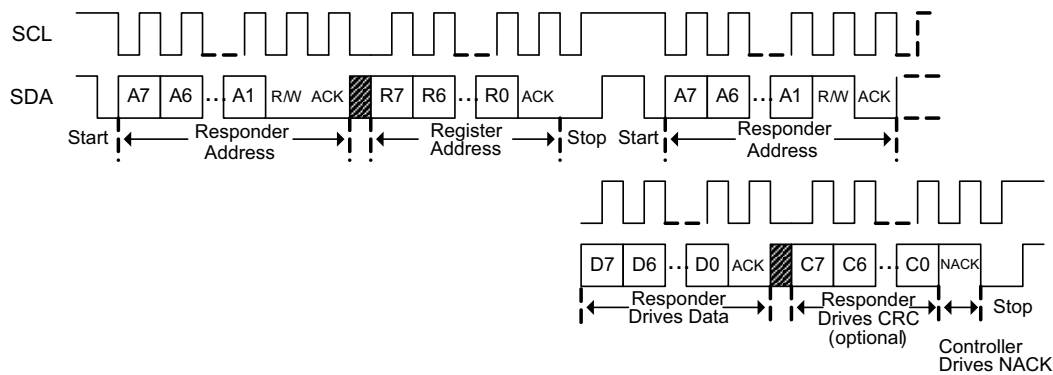 SCL
SDA
A7 A6 ... A1 R/W ACK R7 R6 ... R0 ACK A7 A6 ... A1 R/W ACK
Start Responder Address Register Address Stop Start Responder Address
D7 D6 ... D0 ACK C7 C6 ... C0 NACK
Responder Drives Data
Responder Drives CRC (optional)
Stop
Controller Drives NACK